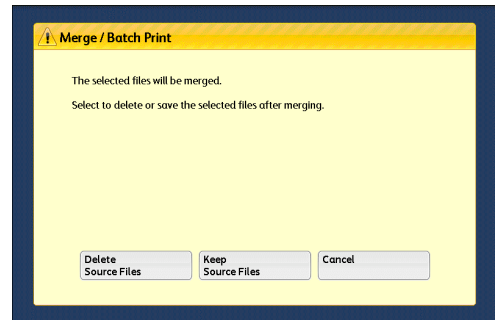 Merge / Batch Print
The selected files will be merged.
Select to delete or save the selected files after merging.
Delete
Source Files
Keep
Source Files
Cancel